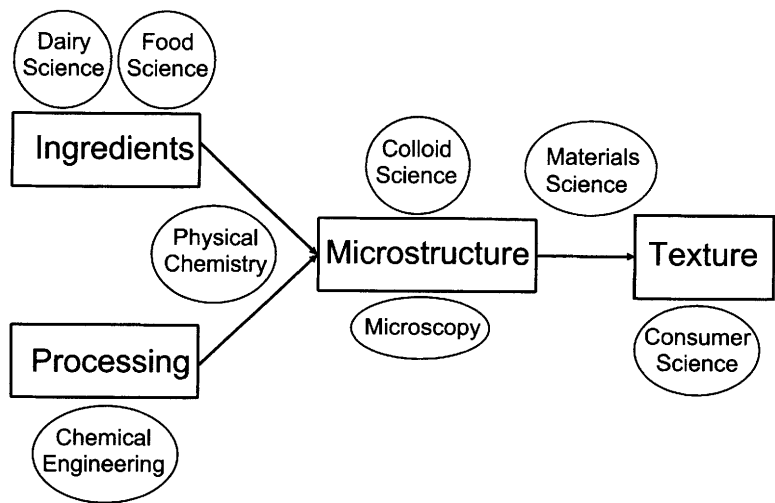 Dairy
Science
Food
Science
Ingredients
Colloid
Science
Materials
Science
Physical
Chemistry
Microstructure
Texture
Microscopy
Processing
Consumer
Science
Chemical
Engineering